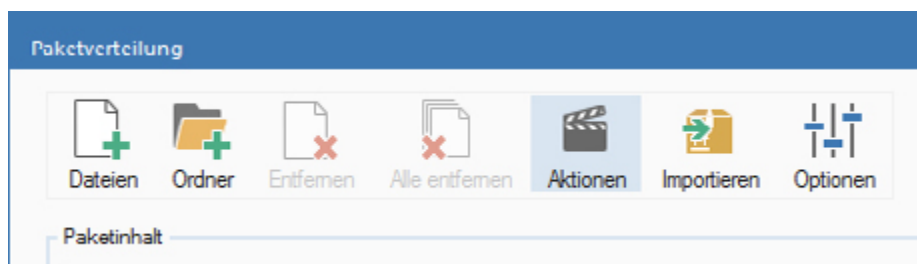 Paketverteilung
Dateien Ordner Entfernen Alle entfernen Aktionen Importieren Optionen
Paketinhalt